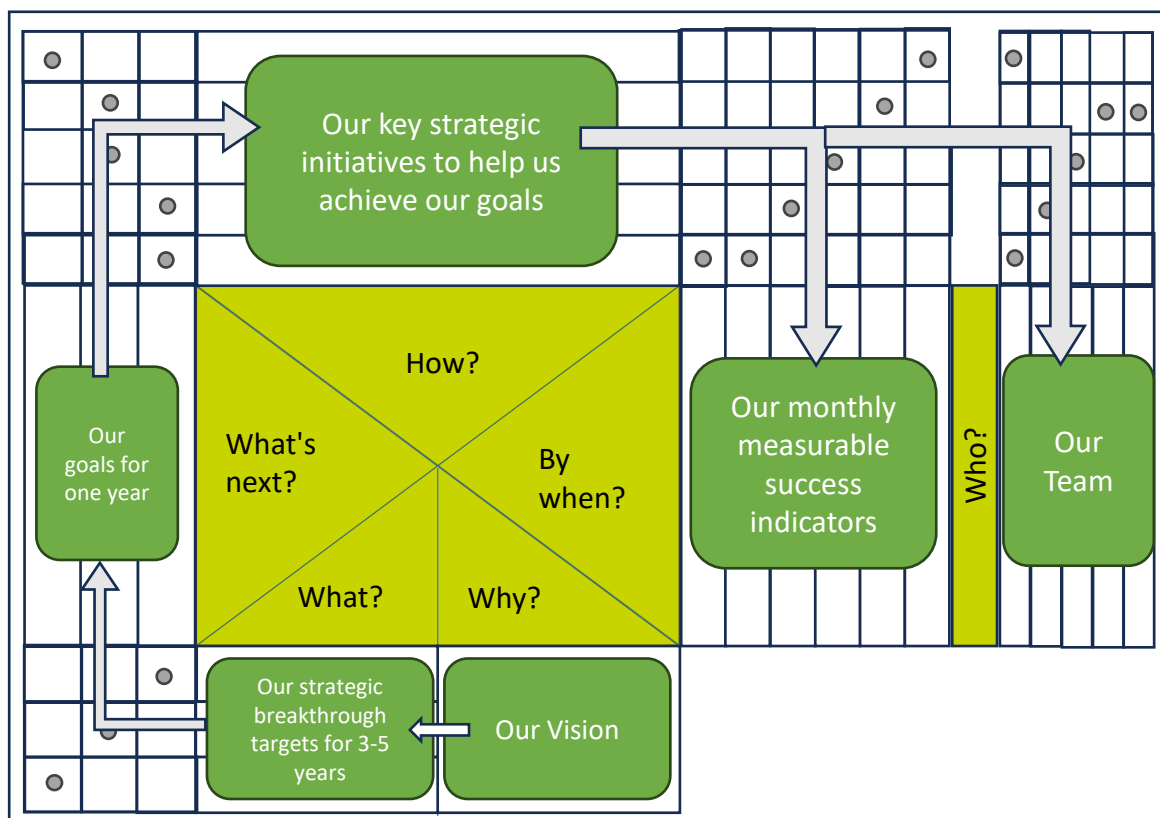 Our key strategic
initiatives to help us
achieve our goals
How?
What's
next?
By
when?
What?
Why?
Our
goals for
one year
Our monthly
measurable
success
indicators
Who?
Our
Team
Our strategic
breakthrough
targets for 3-5
years
Our Vision